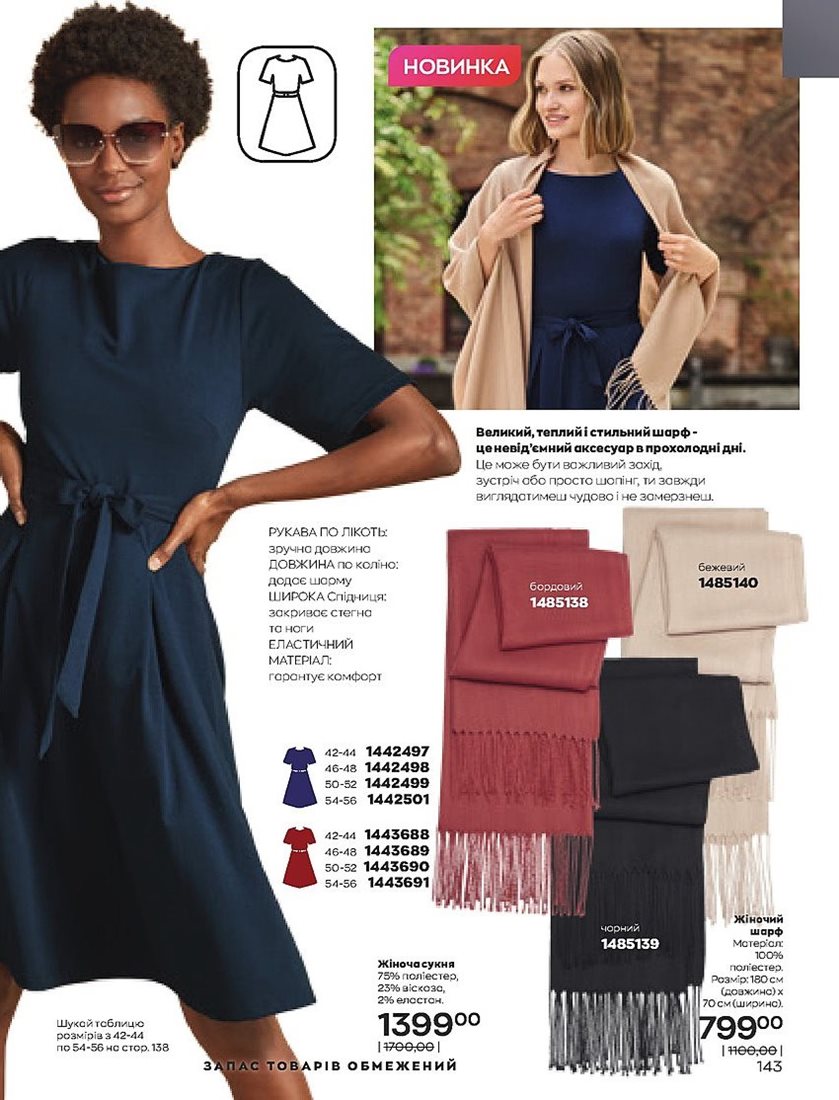 НОВИНКА
Великий, теплий і стильний шарф -
це невід'ємний аксесуар в прохолодні дні.
Це може бути важливий захід,
зустріч або просто шопінг, ти завжди
виглядатимеш чудово і не замерзнеш.
РУКАВА ПО ЛІКОТЬ:
зручна довжина
ДОВЖИНА по коліно:
додає шарму
ШИРОКА Спідниця:
закриває стегна
та ноги
ЕЛАСТИЧНИЙ
МАТЕРІАЛ:
гарантує комфорт
бордовий
1485138
бежевий
1485140
42-44 1442497
46-48 1442498
50-52 1442499
54-56 1442501
42-44 1443688
46-48 1443689
50-52 1443690
54-56 1443691
чорний
1485139
Жіноча сукня
75% поліестер,
23% віскоза,
2% еластан.
1399 00
|1700,00|
Жіночий
шарф
Матеріал:
100%
поліестер.
Розмір: 180 см
(довжина) х
70 см (ширина).
799 00
|1100,00|
Шукай таблицю
розмірів з 42-44
по 54-56 на стор. 138
ЗАПАС ТОВАРІВ ОБМЕЖЕНИЙ
143